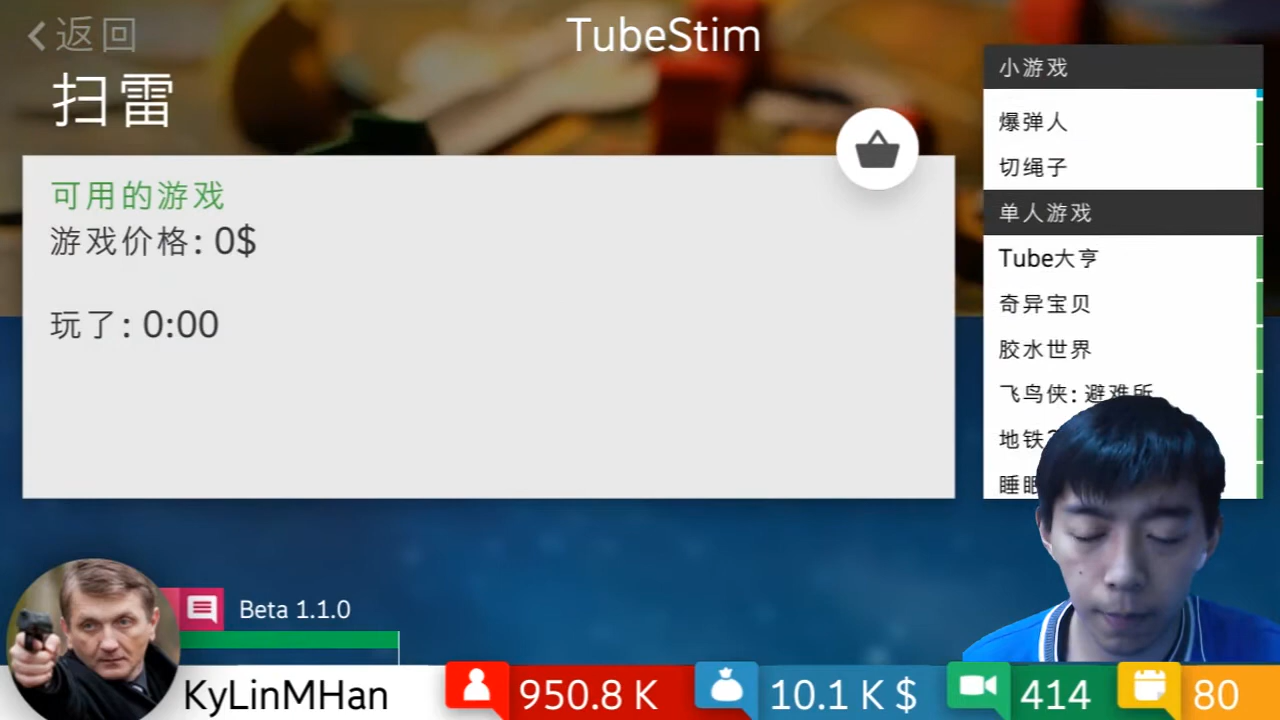 返回
TubeStim
扫雷
可用的游戏
游戏价格: 0$
玩了: 0:00
小游戏
爆弹人
切绳子
单人游戏
Tube大亨
奇异宝贝
胶水世界
飞鸟侠: 避难所
地铁
睡眠
Beta 1.1.0
KyLinMHan
950.8 K
10.1 K $
414
80